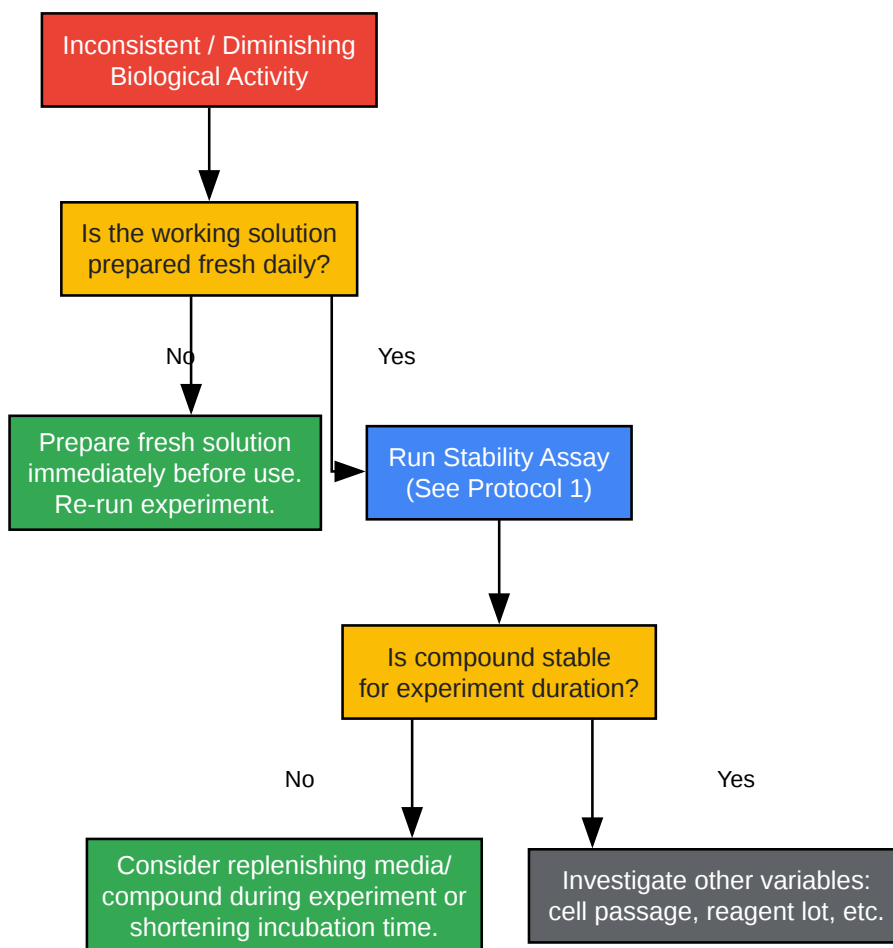 Inconsistent / Diminishing
Biological Activity
Is the working solution
prepared fresh daily?
No
Yes
Prepare fresh solution
immediately before use.
Re-run experiment.
Run Stability Assay
(See Protocol 1)
Is compound stable
for experiment duration?
No
Yes
Consider replenishing media/
compound during experiment or
shortening incubation time.
Investigate other variables:
cell passage, reagent lot, etc.